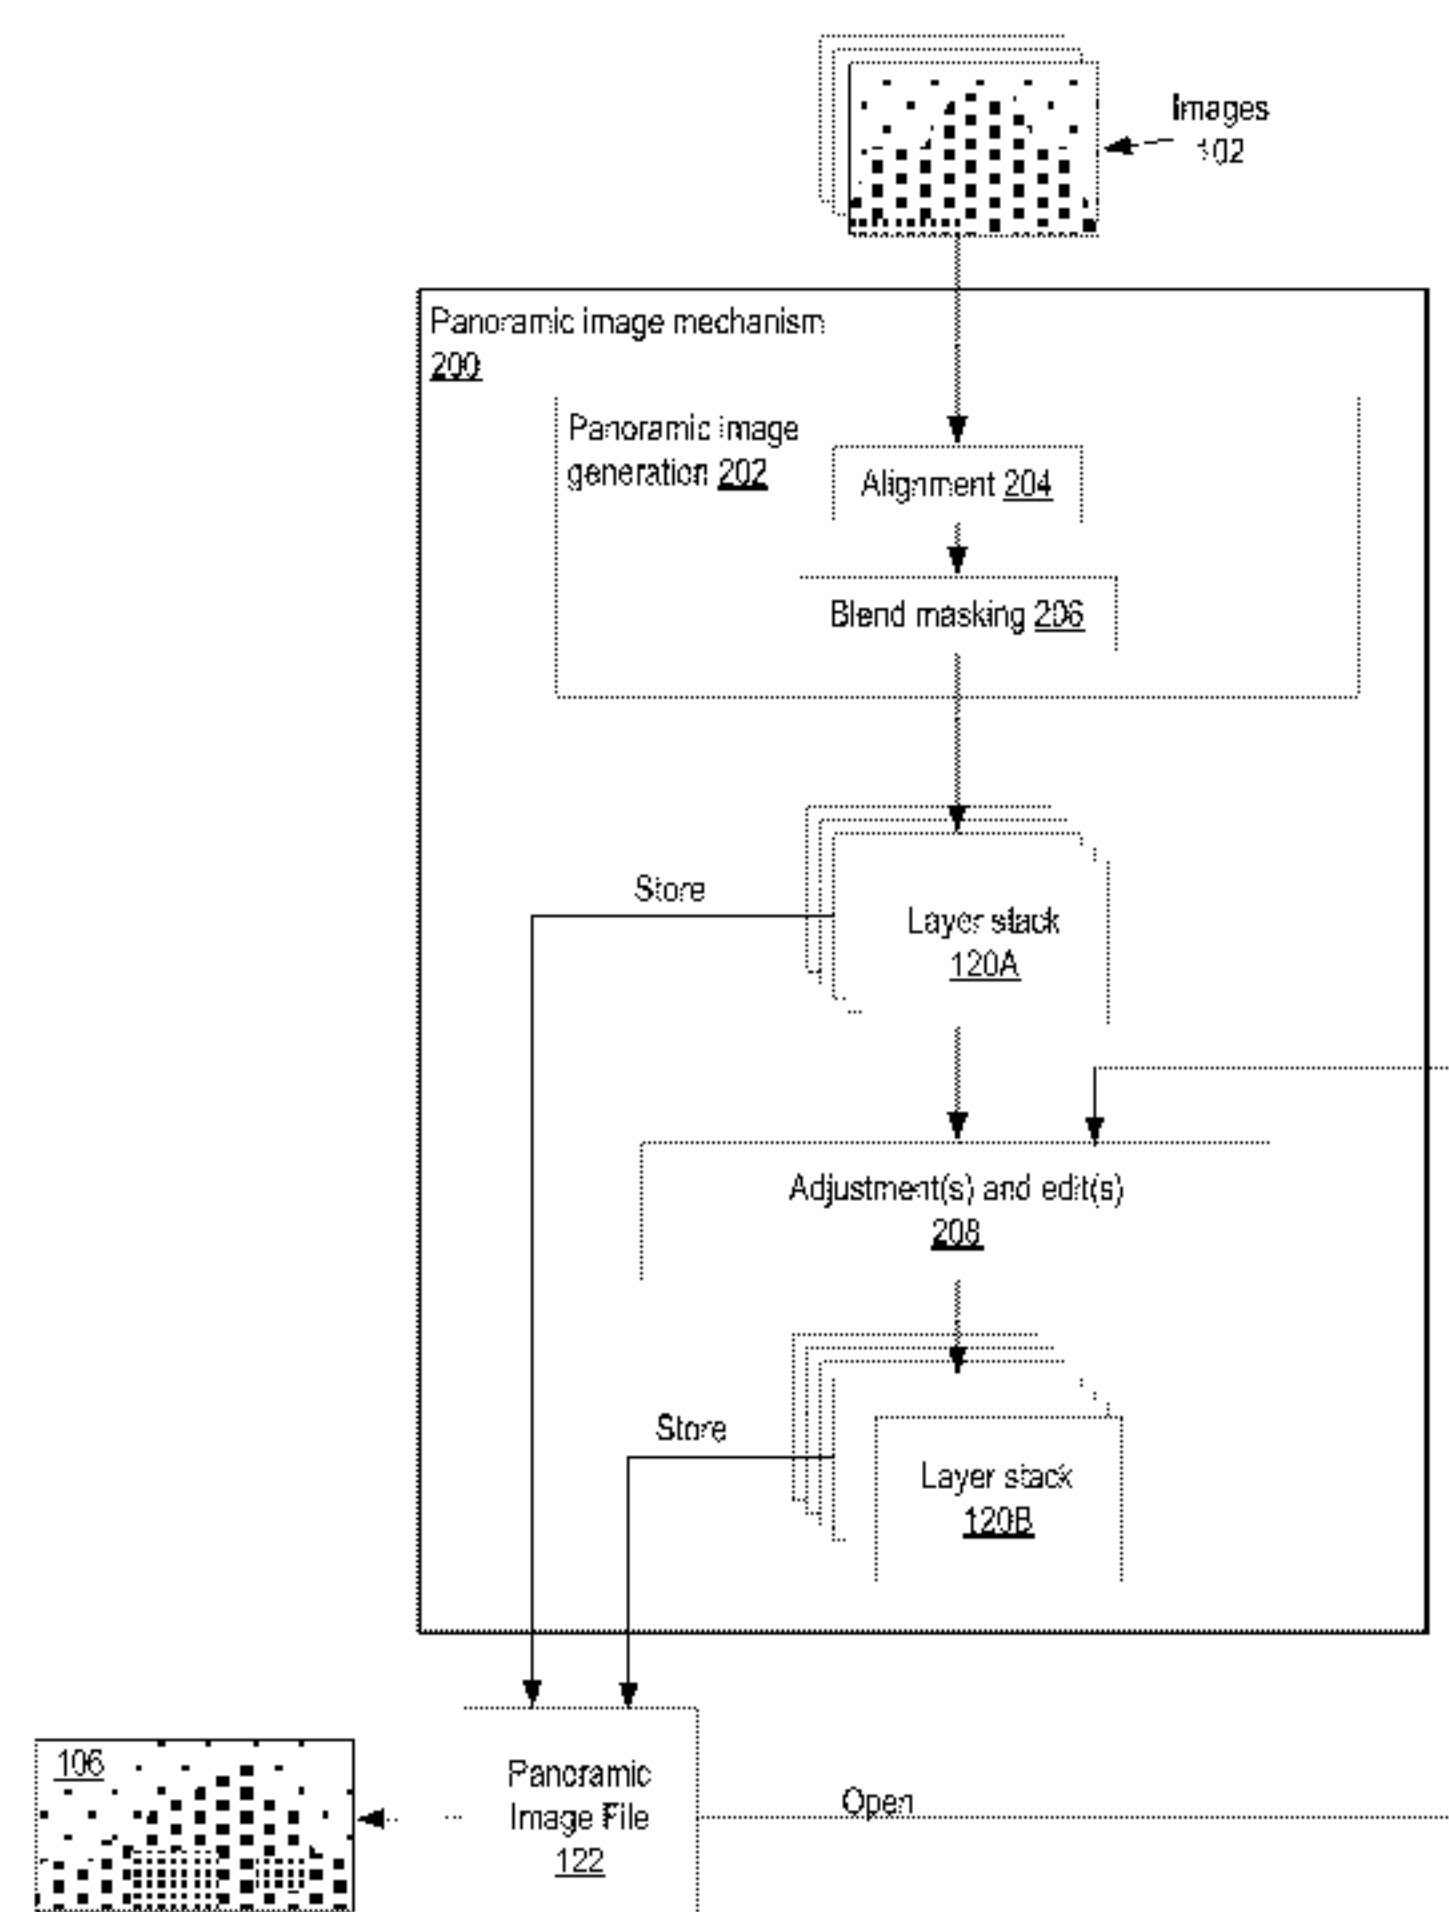 Images
102
Panoramic image mechanism
200
Panoramic image
generation 202
Alignment 204
Blend masking 206
Store
Layer stack
120A
Adjustment(s) and edit(s)
208
Store
Layer stack
120B
106
Panoramic
Image File
122
Open